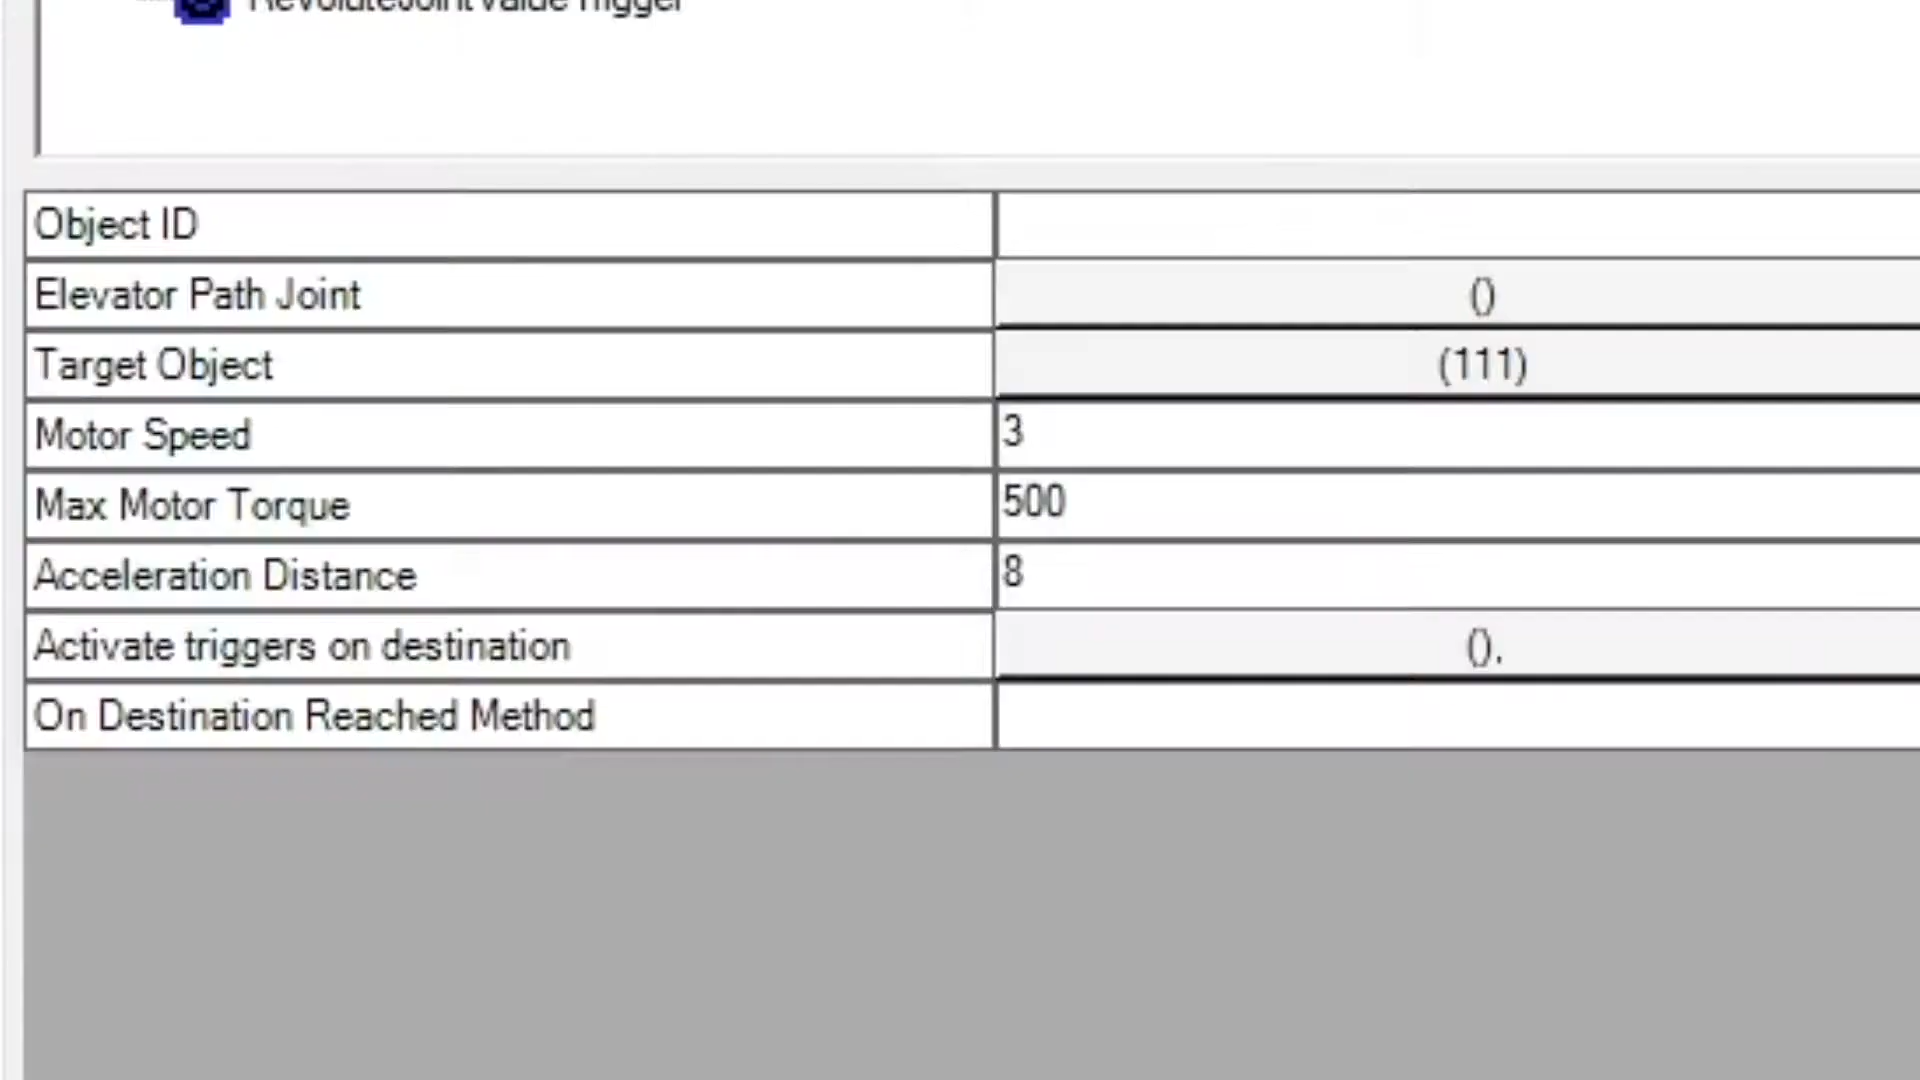 RevoluteJointValueTrigger
Object ID
Elevator Path Joint ()
Target Object (111)
Motor Speed 3
Max Motor Torque 500
Acceleration Distance 8
Activate triggers on destination ().
On Destination Reached Method